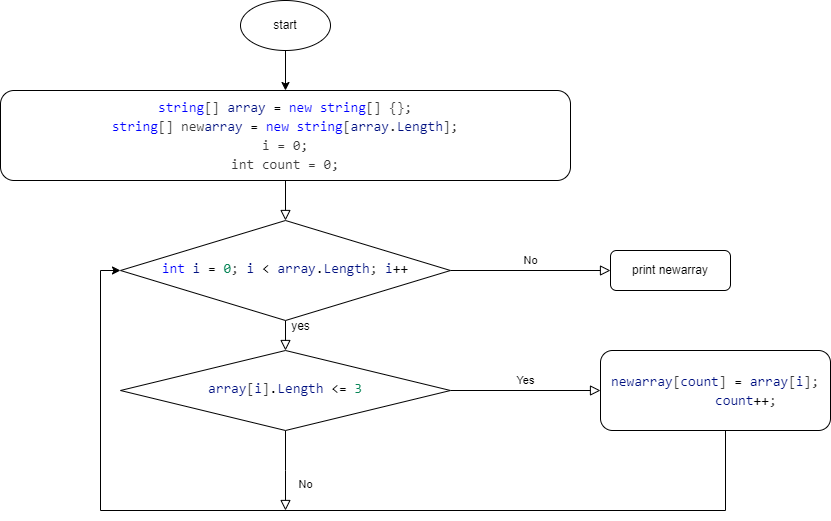 start
string[] array = new string[] {};
string[] newarray = new string[array.Length];
i = 0;
int count = 0;
int i = 0; i < array.Length; i++
No
print newarray
yes
array[i].Length <= 3
Yes
newarray[count] = array[i];
count++;
No